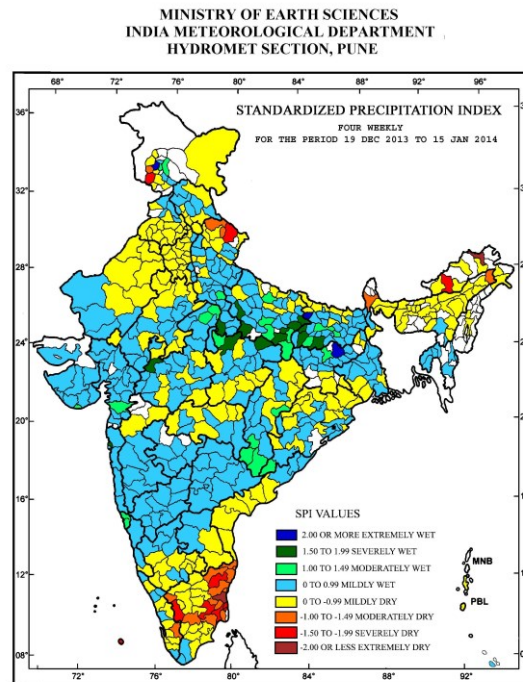 MINISTRY OF EARTH SCIENCES
INDIA METEOROLOGICAL DEPARTMENT
HYDROMET SECTION, PUNE
68° 72° 76° 80° 84° 88° 92° 96°
36°
STANDARDIZED PRECIPITATION INDEX
FOUR WEEKLY
FOR THE PERIOD 19 DEC 2013 TO 15 JAN 2014
32°
28°
24°
20°
16°
12°
08°
SPI VALUES
2.00 OR MORE EXTREMELY WET
1.50 TO 1.99 SEVERELY WET
1.00 TO 1.49 MODERATELY WET
0 TO 0.99 MILDLY WET
0 TO -0.99 MILDLY DRY
-1.00 TO -1.49 MODERATELY DRY
-1.50 TO -1.99 SEVERELY DRY
-2.00 OR LESS EXTREMELY DRY
MNB
PBL
68° 72° 76° 80° 84° 88° 92°